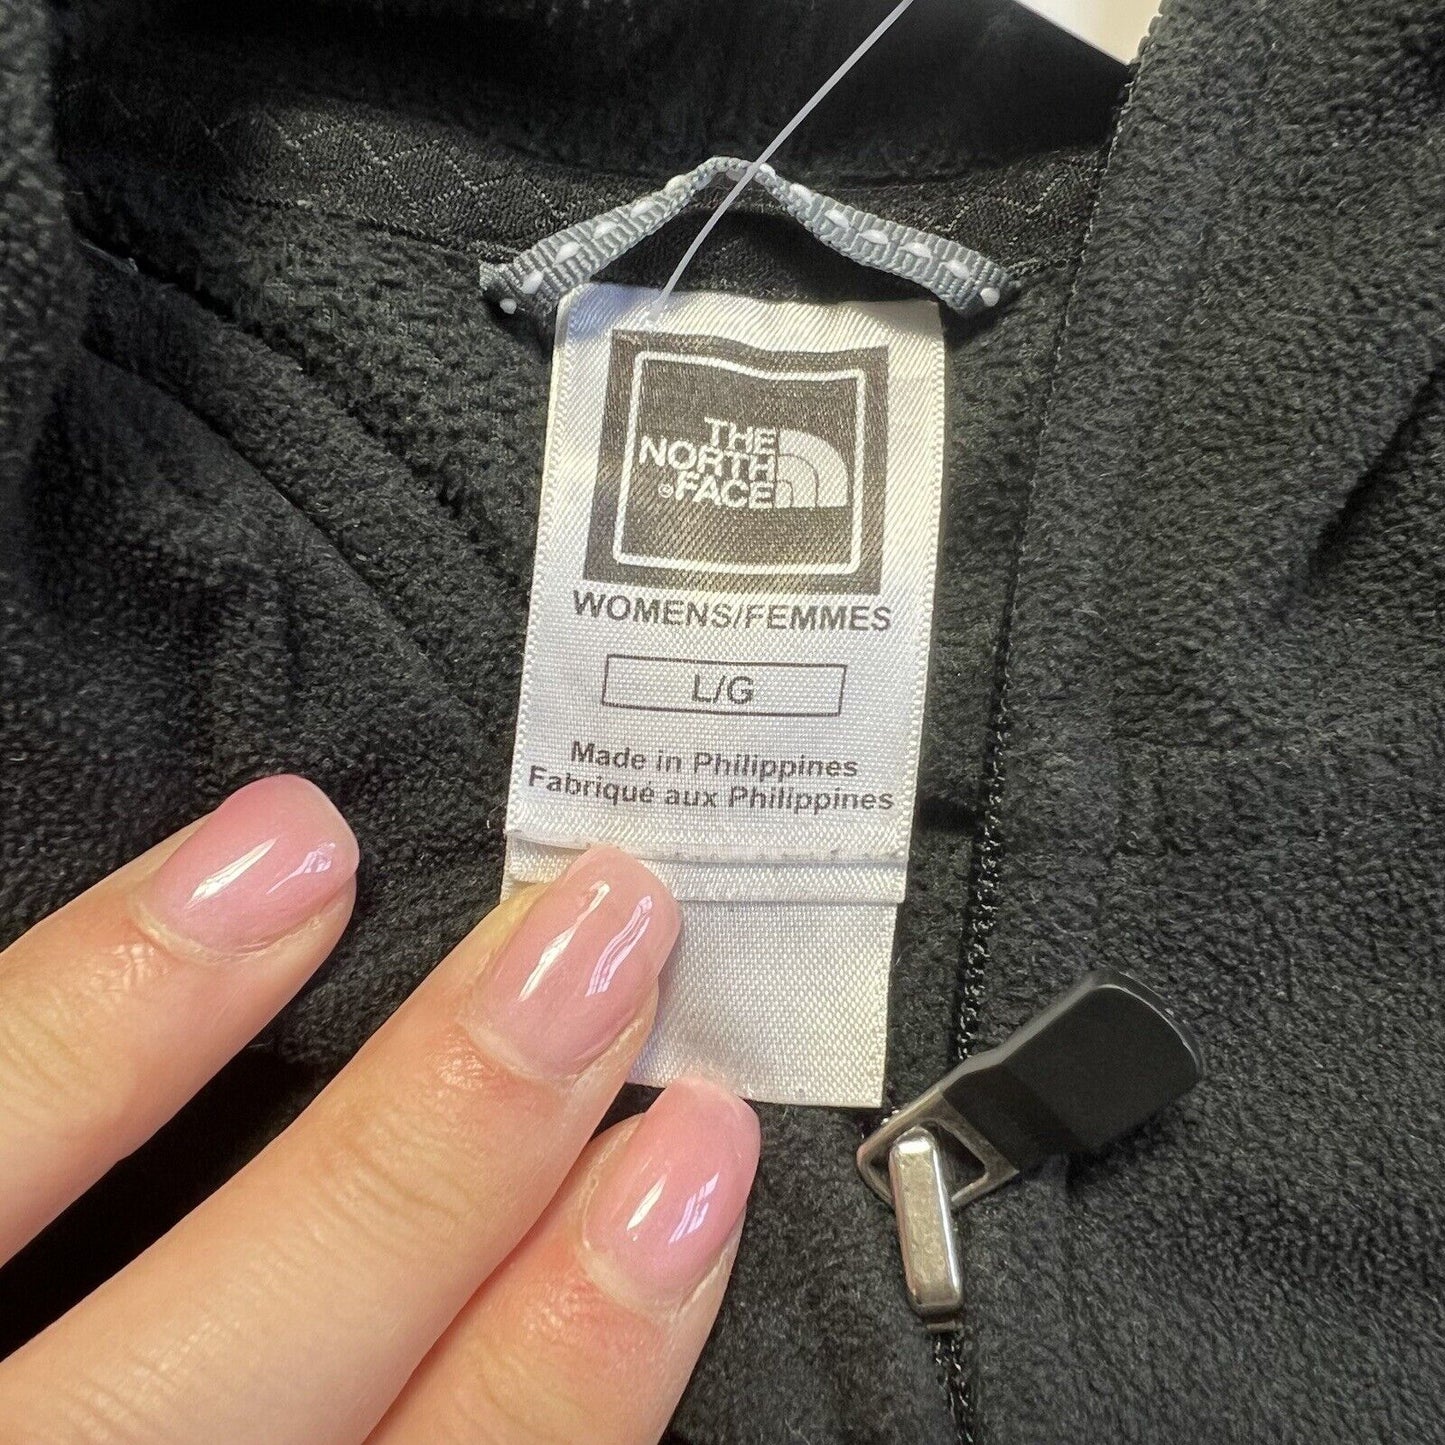 THE
NORTH
®FACE
WOMENS/FEMMES
L/G
Made in Philippines
Fabriqué aux Philippines